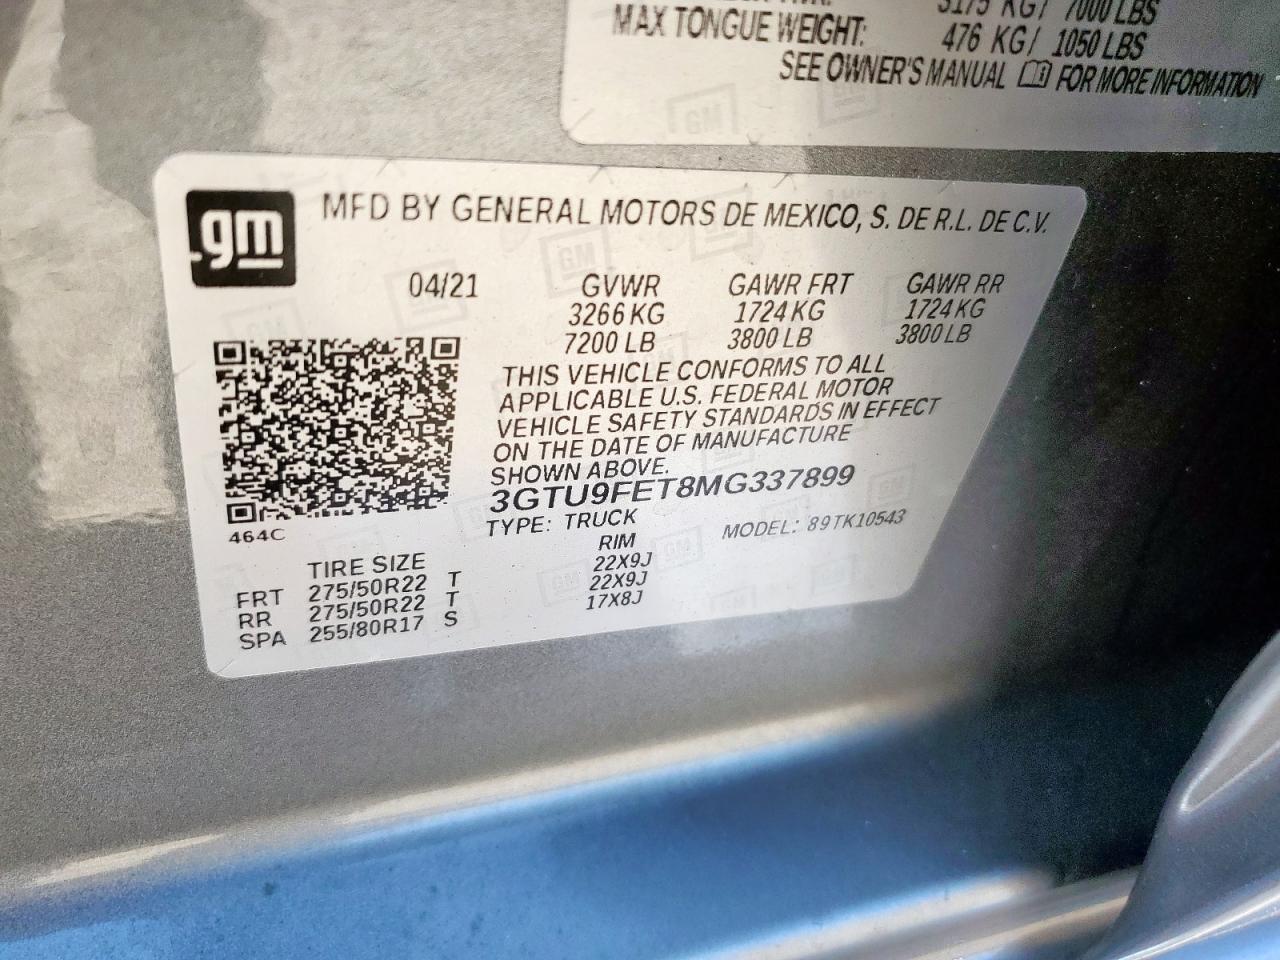 3175 KG/ 7000 LBS
MAX TONGUE WEIGHT: 476 KG/ 1050 LBS
SEE OWNER'S MANUAL FOR MORE INFORMATION
gm
MFD BY GENERAL MOTORS DE MEXICO, S. DE R.L. DE C.V.
04/21 GVWR GAWR FRT GAWR RR
3266 KG 1724 KG 1724 KG
7200 LB 3800 LB 3800 LB
THIS VEHICLE CONFORMS TO ALL
APPLICABLE U.S. FEDERAL MOTOR
VEHICLE SAFETY STANDARDS IN EFFECT
ON THE DATE OF MANUFACTURE
SHOWN ABOVE.
3GTU9FET8MG337899
TYPE: TRUCK MODEL: 89TK10543
464C
TIRE SIZE RIM
FRT 275/50R22 T 22X9J
RR 275/50R22 T 22X9J
SPA 255/80R17 S 17X8J